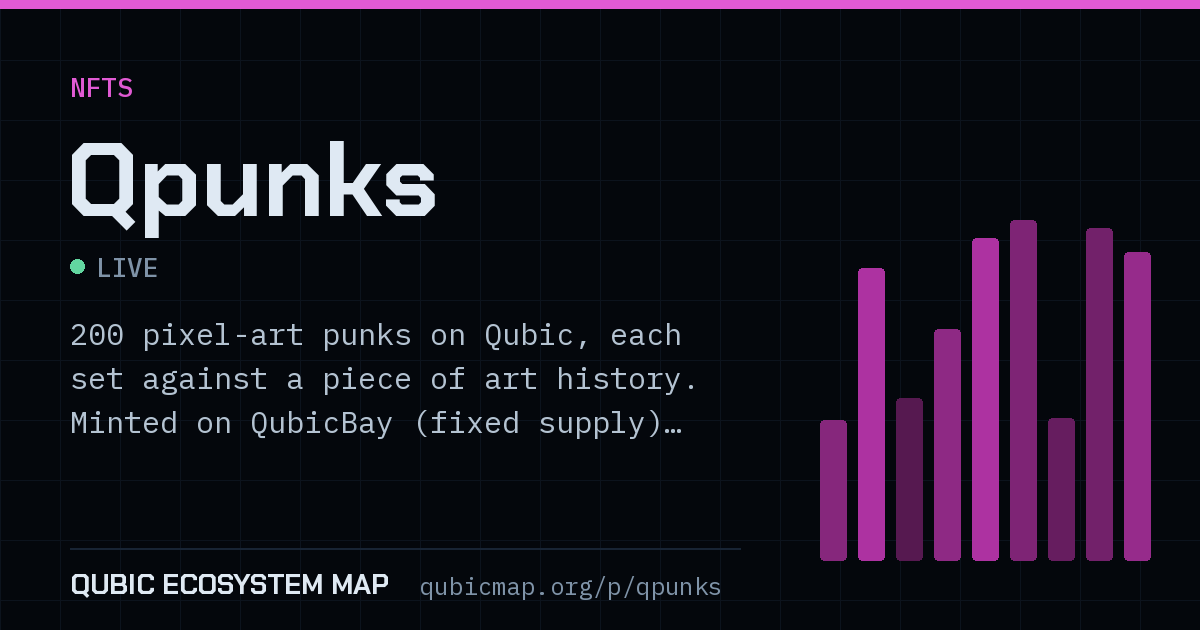 NFTS
Qpunks
LIVE
200 pixel-art punks on Qubic, each
set against a piece of art history.
Minted on QubicBay (fixed supply)…
QUBIC ECOSYSTEM MAP qubicmap.org/p/qpunks